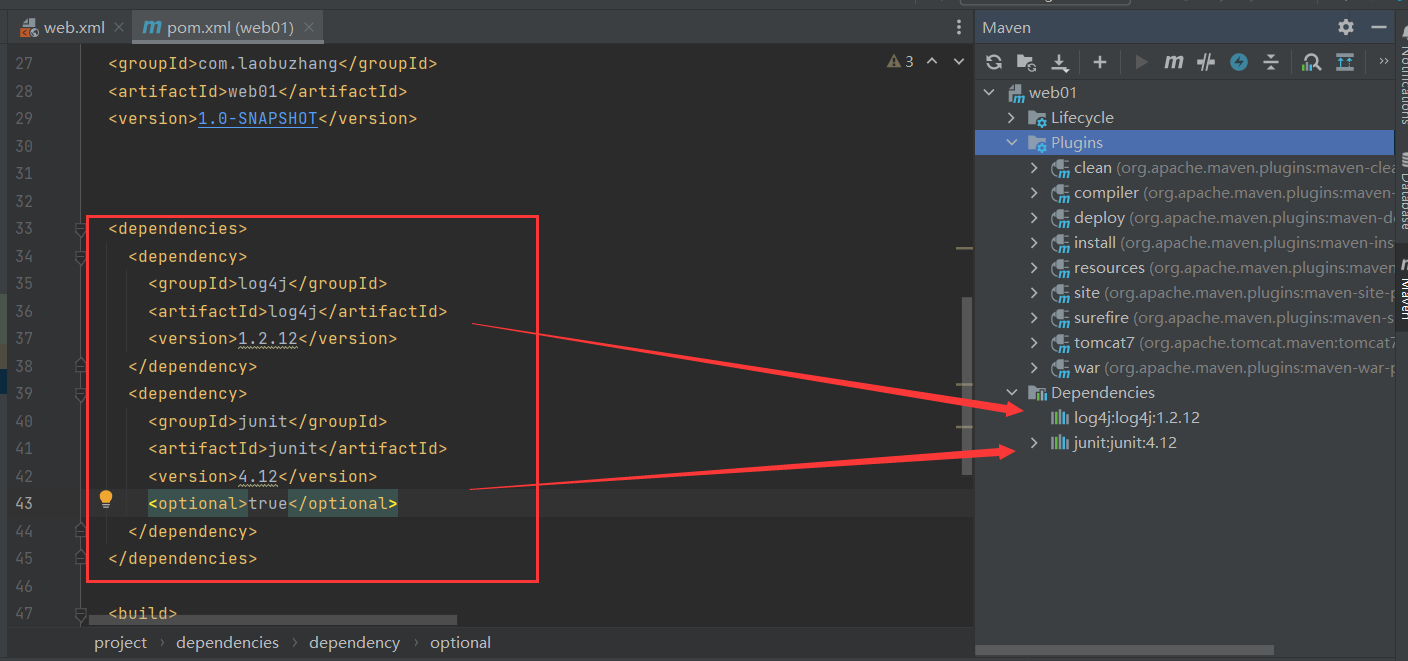 web.xml
pom.xml (web01)
27 <groupId>com.laobuzhang</groupId>
28 <artifactId>web01</artifactId>
29 <version>1.0-SNAPSHOT</version>
30
31
32
33 <dependencies>
34 <dependency>
35 <groupId>log4j</groupId>
36 <artifactId>log4j</artifactId>
37 <version>1.2.12</version>
38 </dependency>
39 <dependency>
40 <groupId>junit</groupId>
41 <artifactId>junit</artifactId>
42 <version>4.12</version>
43 <optional>true</optional>
44 </dependency>
45 </dependencies>
46
47 <build>
3
project › dependencies › dependency › optional
Maven
web01
Lifecycle
Plugins
clean (org.apache.maven.plugins:maven-clea
compiler (org.apache.maven.plugins:maven-
deploy (org.apache.maven.plugins:maven-de
install (org.apache.maven.plugins:maven-ins
resources (org.apache.maven.plugins:maven
site (org.apache.maven.plugins:maven-site-p
surefire (org.apache.maven.plugins:maven-s
tomcat7 (org.apache.tomcat.maven:tomcat7
war (org.apache.maven.plugins:maven-war-p
Dependencies
log4j:log4j:1.2.12
junit:junit:4.12
Notifications
Database
Maven